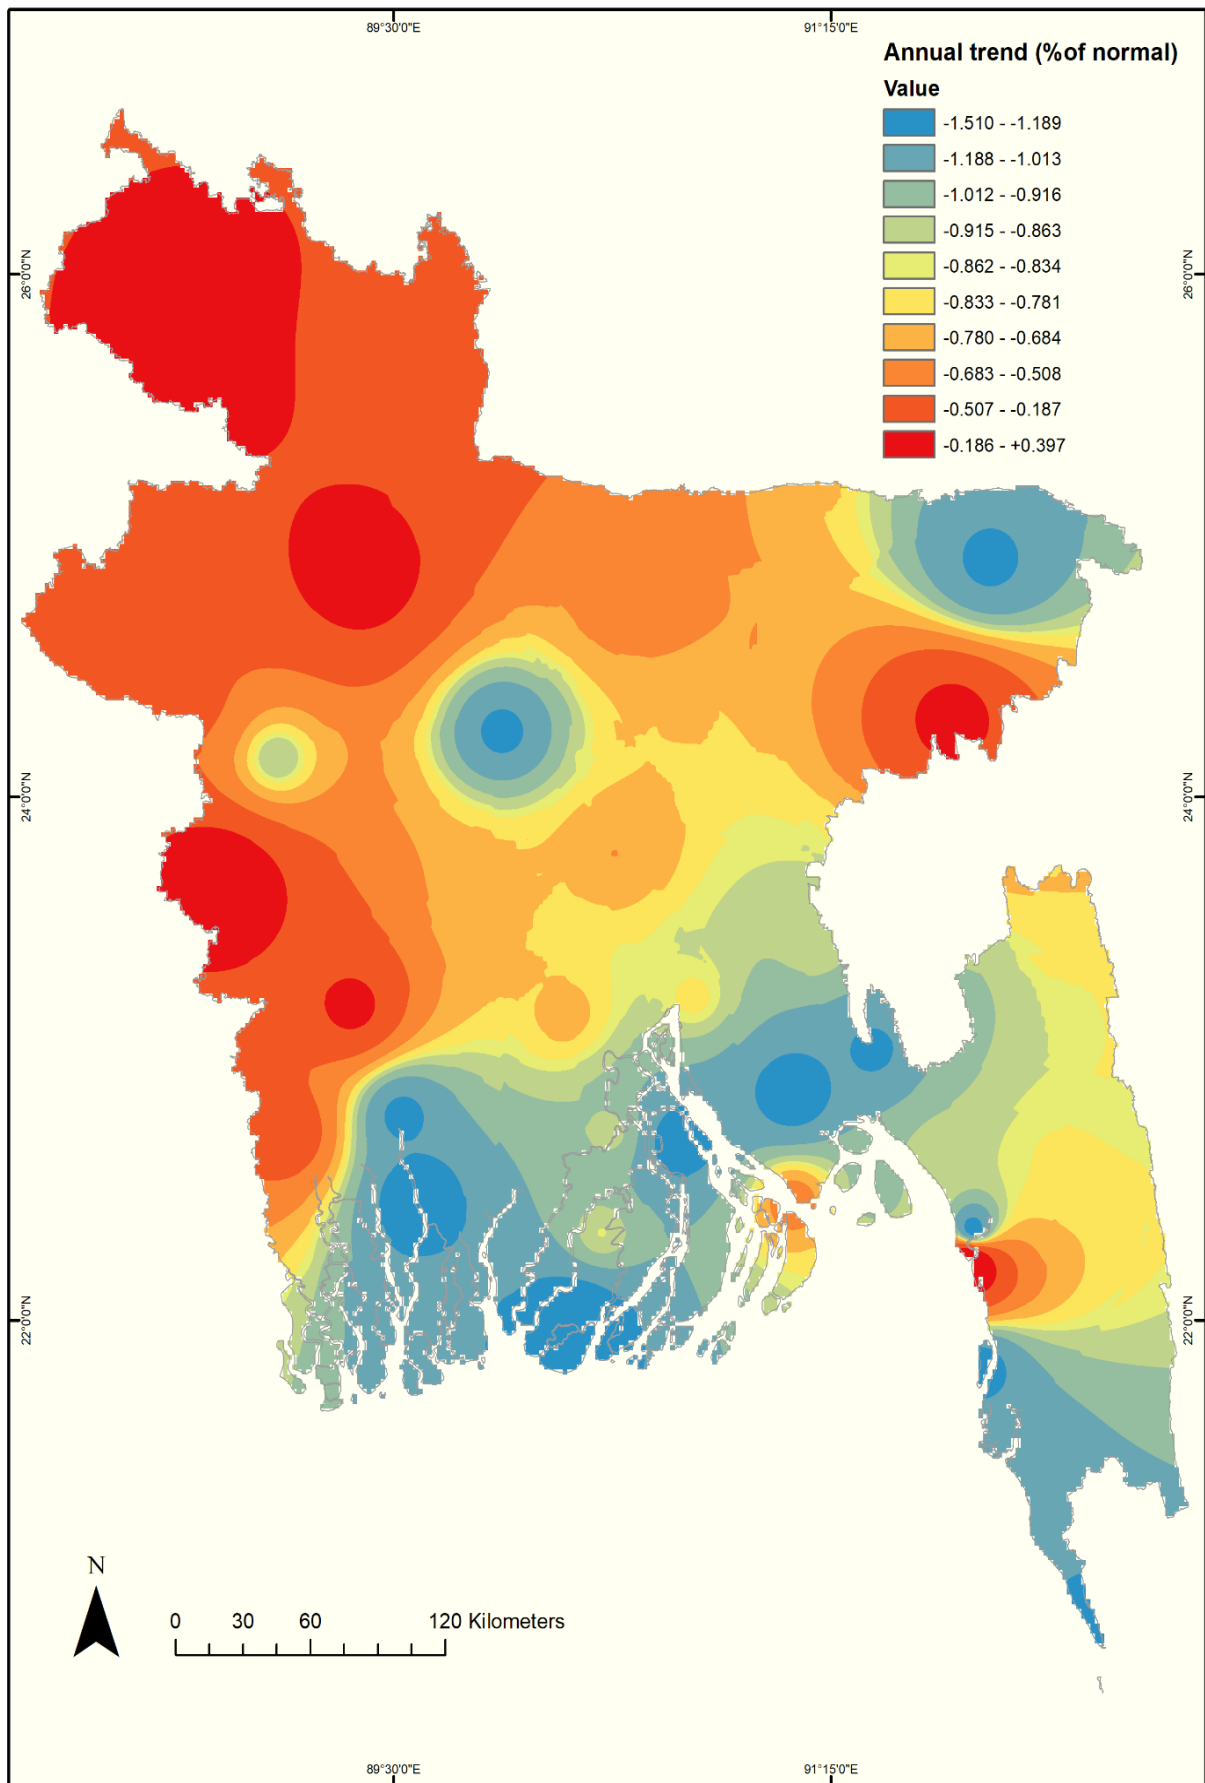 89°30'0"E 91°15'0"E
Annual trend (%of normal)
Value
-1.510 - -1.189
-1.188 - -1.013
-1.012 - -0.916
-0.915 - -0.863
-0.862 - -0.834
-0.833 - -0.781
-0.780 - -0.684
-0.683 - -0.508
-0.507 - -0.187
-0.186 - +0.397
26°0'0"N 26°0'0"N
24°0'0"N 24°0'0"N
22°0'0"N 22°0'0"N
N
0 30 60 120 Kilometers
89°30'0"E 91°15'0"E